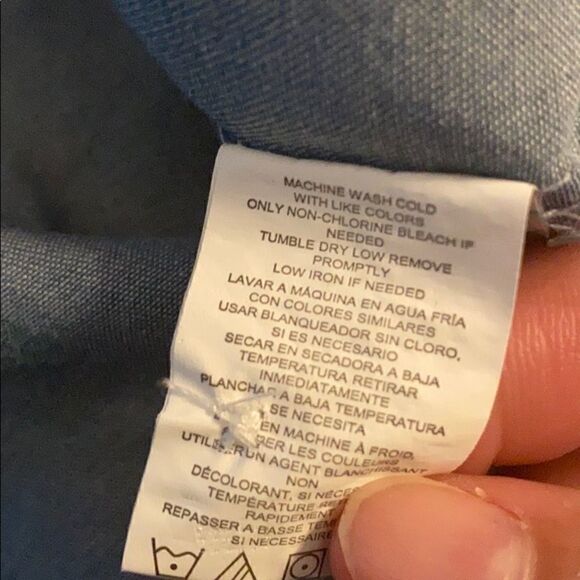 MACHINE WASH COLD
WITH LIKE COLORS
ONLY NON-CHLORINE BLEACH IF
NEEDED
TUMBLE DRY LOW REMOVE
PROMPTLY
LOW IRON IF NEEDED
LAVAR A MÁQUINA EN AGUA FRÍA
CON COLORES SIMILARES
USAR BLANQUEADOR SIN CLORO,
SI ES NECESARIO
SECAR EN SECADORA A BAJA
TEMPERATURA RETIRAR
INMEDIATAMENTE
PLANCHAR A BAJA TEMPERATURA
SE NECESITA
EN MACHINE À FROID,
LES COULEURS
UTILISER UN AGENT BLANCHISSANT
NON
DÉCOLORANT, SI
TEMPÉRATURE
REPASSER A BASSE
SI